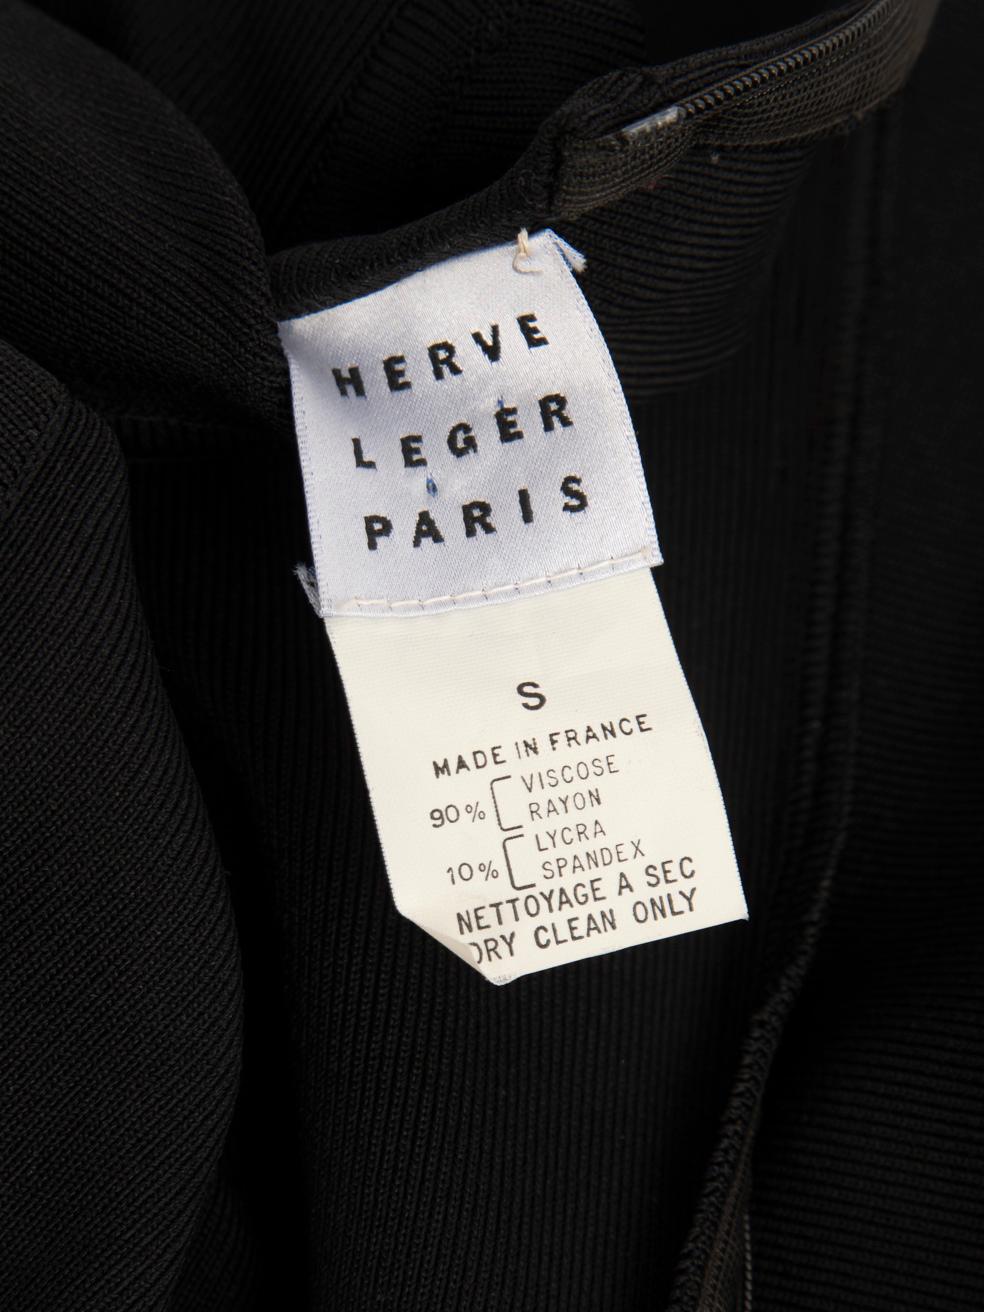 HERVE
LEGER
PARIS
S
MADE IN FRANCE
90% VISCOSE
RAYON
10% LYCRA
SPANDEX
NETTOYAGE A SEC
DRY CLEAN ONLY